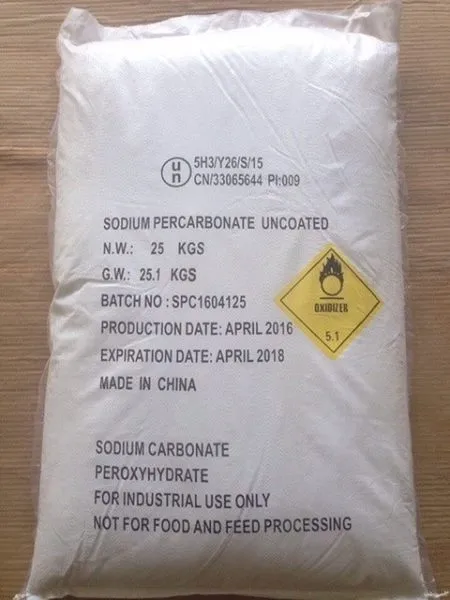 un 5H3/Y26/S/15
CN/33065644 PI:009
SODIUM PERCARBONATE UNCOATED
N.W.: 25 KGS
G.W.: 25.1 KGS
BATCH NO : SPC1604125
PRODUCTION DATE: APRIL 2016
EXPIRATION DATE: APRIL 2018
MADE IN CHINA
OXIDIZER
5.1
SODIUM CARBONATE
PEROXYHYDRATE
FOR INDUSTRIAL USE ONLY
NOT FOR FOOD AND FEED PROCESSING